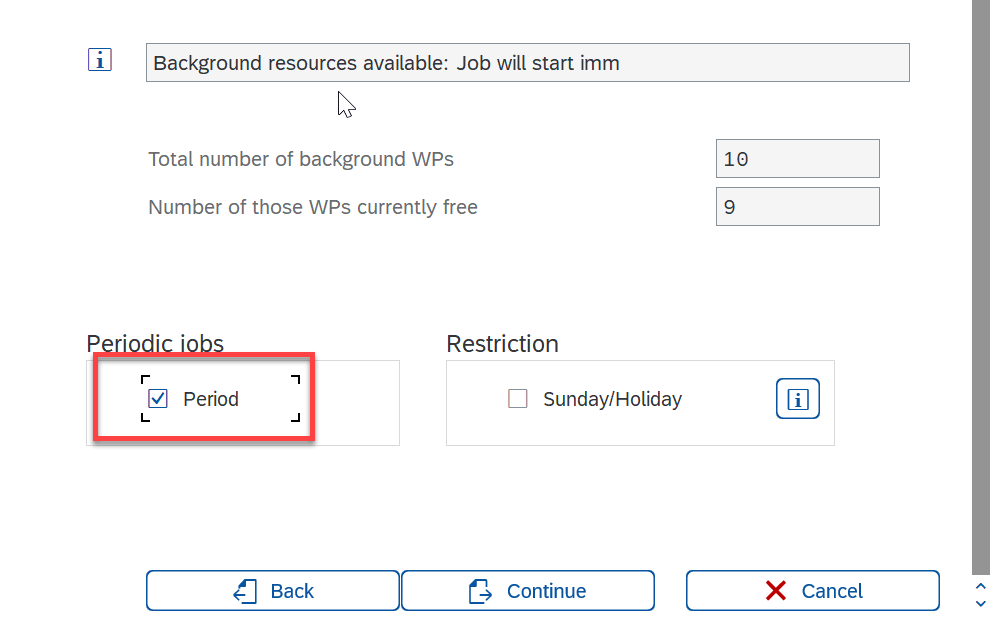 Background resources available: Job will start imm
Total number of background WPs 10
Number of those WPs currently free 9
Periodic jobs
Period
Restriction
Sunday/Holiday
Back Continue Cancel